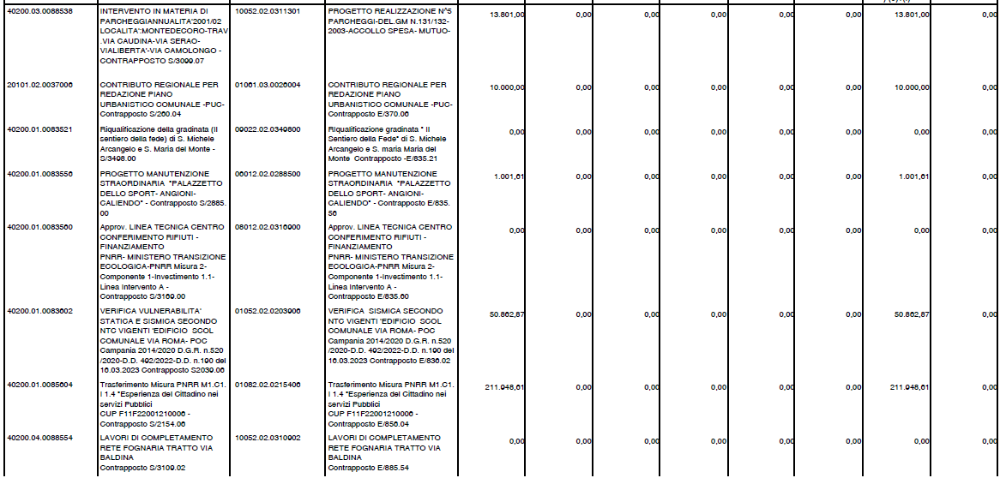 40200.03.0088538 INTERVENTO IN MATERIA DI 10052.02.0311301 PROGETTO REALIZZAZIONE N^5 13.801,00 0,00 0,00 0,00 0,00 0,00 13.801,00 0,00
PARCHEGGIANNUALITA'2001/02 PARCHEGGI-DEL.GM N.131/132-
LOCALITA':MONTEDECORO-TRAV 2003-ACCOLLO SPESA- MUTUO-
.VIA CAUDINA-VIA SERAO-
VIALIBERTA'-VIA CAMOLONGO -
CONTRAPPOSTO S/3099.07
20101.02.0037006 CONTRIBUTO REGIONALE PER 01061.03.0026004 CONTRIBUTO REGIONALE PER 10.000,00 0,00 0,00 0,00 0,00 0,00 10.000,00 0,00
REDAZIONE PIANO REDAZIONE PIANO
URBANISTICO COMUNALE -PUC- URBANISTICO COMUNALE -PUC-
Contrapposto S/260.04 Contrapposto E/370.06
40200.01.0083521 Riqualificazione della gradinata (Il 09022.02.0349800 Riqualificazione gradinata " Il 0,00 0,00 0,00 0,00 0,00 0,00 0,00 0,00
sentiero della fede) di S. Michele Sentiero della Fede" di S. Michele
Arcangelo e S. Maria del Monte - Arcangelo e S. maria Maria del
S/3498.00 Monte Contrapposto -E/835.21
40200.01.0083556 PROGETTO MANUTENZIONE 06012.02.0288500 PROGETTO MANUTENZIONE 1.001,61 0,00 0,00 0,00 0,00 0,00 1.001,61 0,00
STRAORDINARIA "PALAZZETTO STRAORDINARIA "PALAZZETTO
DELLO SPORT- ANGIONI- DELLO SPORT- ANGIONI-
CALIENDO" - Contrapposto S/2885. CALIENDO" - Contrapposto E/835.
00 56
40200.01.0083560 Approv. LINEA TECNICA CENTRO 08012.02.0316900 Approv. LINEA TECNICA CENTRO 0,00 0,00 0,00 0,00 0,00 0,00 0,00 0,00
CONFERIMENTO RIFIUTI - CONFERIMENTO RIFIUTI -
FINANZIAMENTO FINANZIAMENTO
PNRR- MINISTERO TRANSIZIONE PNRR- MINISTERO TRANSIZIONE
ECOLOGICA-PNRR Misura 2- ECOLOGICA-PNRR Misura 2-
Componente 1-Investimento 1.1- Componente 1-Investimento 1.1-
Linea Intervento A - Linea Intervento A -
Contrapposto S/3169.00 Contrapposto E/835.60
40200.01.0083602 VERIFICA VULNERABILITA' 01052.02.0203906 VERIFICA SISMICA SECONDO 50.862,87 0,00 0,00 0,00 0,00 0,00 50.862,87 0,00
STATICA E SISMICA SECONDO NTC VIGENTI 'EDIFICIO SCOL
NTC VIGENTI 'EDIFICIO SCOL COMUNALE VIA ROMA- POC
COMUNALE VIA ROMA- POC Campania 2014/2020 D.G.R. n.520
Campania 2014/2020 D.G.R. n.520 /2020-D.D. 492/2022-D.D. n.190 del
/2020-D.D. 492/2022-D.D. n.190 del 16.03.2023 Contrapposto E/836.02
16.03.2023 Contrapposto S2039.06
40200.01.0085604 Trasferimento Misura PNRR M1.C1. 01082.02.0215406 Trasferimento Misura PNRR M1.C1. 211.948,61 0,00 0,00 0,00 0,00 0,00 211.948,61 0,00
I 1.4 "Esperienza del Cittadino nei I 1.4 "Esperienza del Cittadino nei
servizi Pubblici servizi Pubblici
CUP F11F22001210006 - CUP F11F22001210006 -
Contrapposto S/2154.06 Contrapposto E/856.04
40200.04.0088554 LAVORI DI COMPLETAMENTO 10052.02.0310902 LAVORI DI COMPLETAMENTO 0,00 0,00 0,00 0,00 0,00 0,00 0,00 0,00
RETE FOGNARIA TRATTO VIA RETE FOGNARIA TRATTO VIA
BALDINA BALDINA
Contrapposto S/3109.02 Contrapposto E/885.54